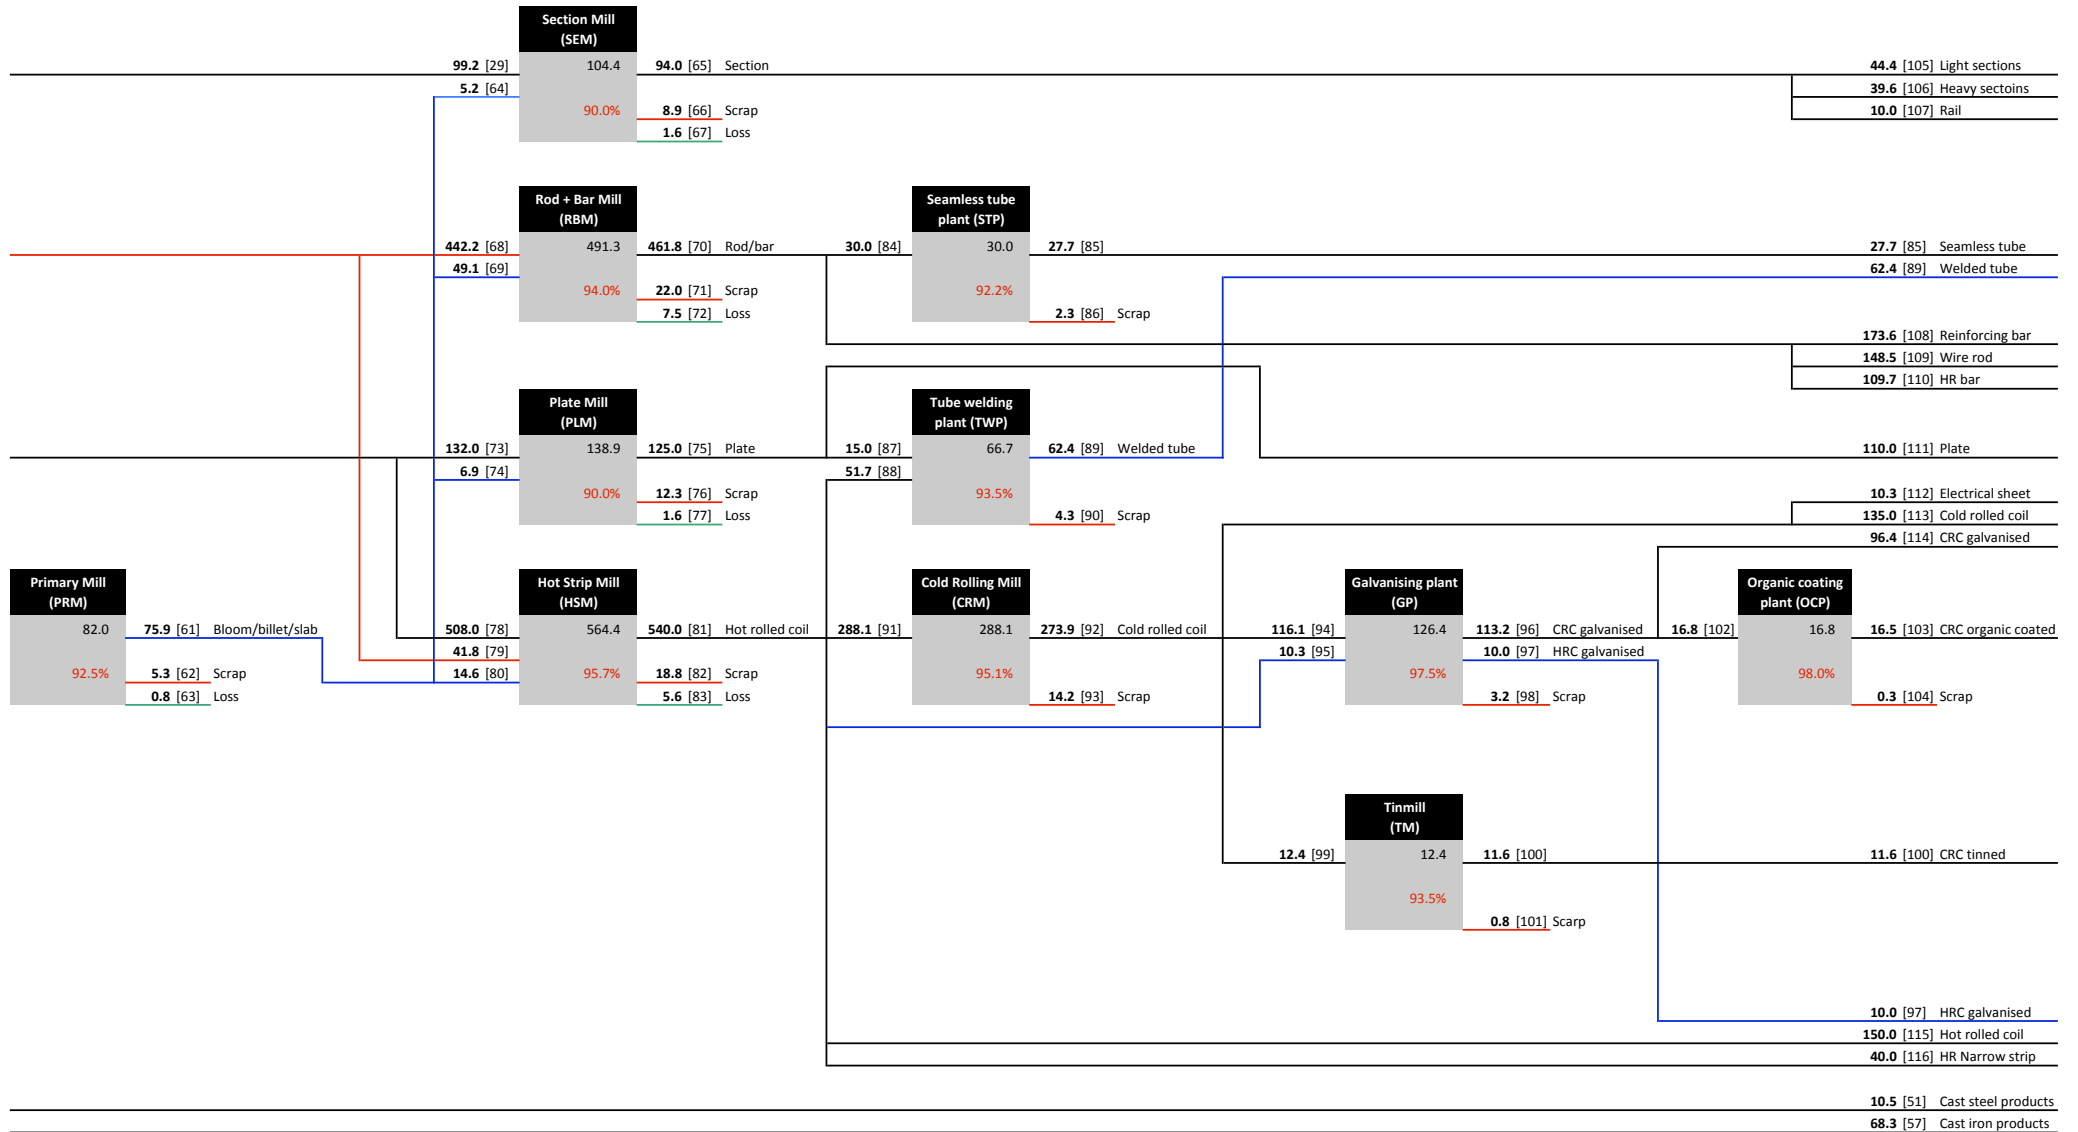 Section Mill
(SEM)
99.2 [29] 104.4 94.0 [65] Section 44.4 [105] Light sections
5.2 [64] 39.6 [106] Heavy sectoins
90.0% 8.9 [66] Scrap 10.0 [107] Rail
1.6 [67] Loss
Rod + Bar Mill Seamless tube
(RBM) plant (STP)
442.2 [68] 491.3 461.8 [70] Rod/bar 30.0 [84] 30.0 27.7 [85] 27.7 [85] Seamless tube
49.1 [69] 62.4 [89] Welded tube
94.0% 22.0 [71] Scrap 92.2%
7.5 [72] Loss 2.3 [86] Scrap
173.6 [108] Reinforcing bar
148.5 [109] Wire rod
109.7 [110] HR bar
Plate Mill Tube welding
(PLM) plant (TWP)
132.0 [73] 138.9 125.0 [75] Plate 15.0 [87] 66.7 62.4 [89] Welded tube 110.0 [111] Plate
6.9 [74] 51.7 [88]
90.0% 12.3 [76] Scrap 93.5% 10.3 [112] Electrical sheet
1.6 [77] Loss 4.3 [90] Scrap 135.0 [113] Cold rolled coil
96.4 [114] CRC galvanised
Primary Mill Hot Strip Mill Cold Rolling Mill Galvanising plant Organic coating
(PRM) (HSM) (CRM) (GP) plant (OCP)
82.0 75.9 [61] Bloom/billet/slab 508.0 [78] 564.4 540.0 [81] Hot rolled coil 288.1 [91] 288.1 273.9 [92] Cold rolled coil 116.1 [94] 126.4 113.2 [96] CRC galvanised 16.8 [102] 16.8 16.5 [103] CRC organic coated
41.8 [79] 10.3 [95] 10.0 [97] HRC galvanised
92.5% 5.3 [62] Scrap 14.6 [80] 95.7% 18.8 [82] Scrap 95.1% 97.5% 98.0%
0.8 [63] Loss 5.6 [83] Loss 14.2 [93] Scrap 3.2 [98] Scrap 0.3 [104] Scrap
Tinmill
(TM)
12.4 [99] 12.4 11.6 [100] 11.6 [100] CRC tinned
93.5%
0.8 [101] Scarp
10.0 [97] HRC galvanised
150.0 [115] Hot rolled coil
40.0 [116] HR Narrow strip
10.5 [51] Cast steel products
68.3 [57] Cast iron products